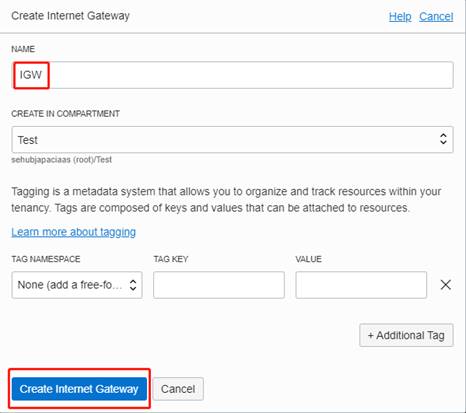 Create Internet Gateway Help Cancel
NAME
IGW
CREATE IN COMPARTMENT
Test
sehubjapaciaas (root)/Test
Tagging is a metadata system that allows you to organize and track resources within your
tenancy. Tags are composed of keys and values that can be attached to resources.
Learn more about tagging
TAG NAMESPACE TAG KEY VALUE
None (add a free-fo...
+ Additional Tag
Create Internet Gateway Cancel